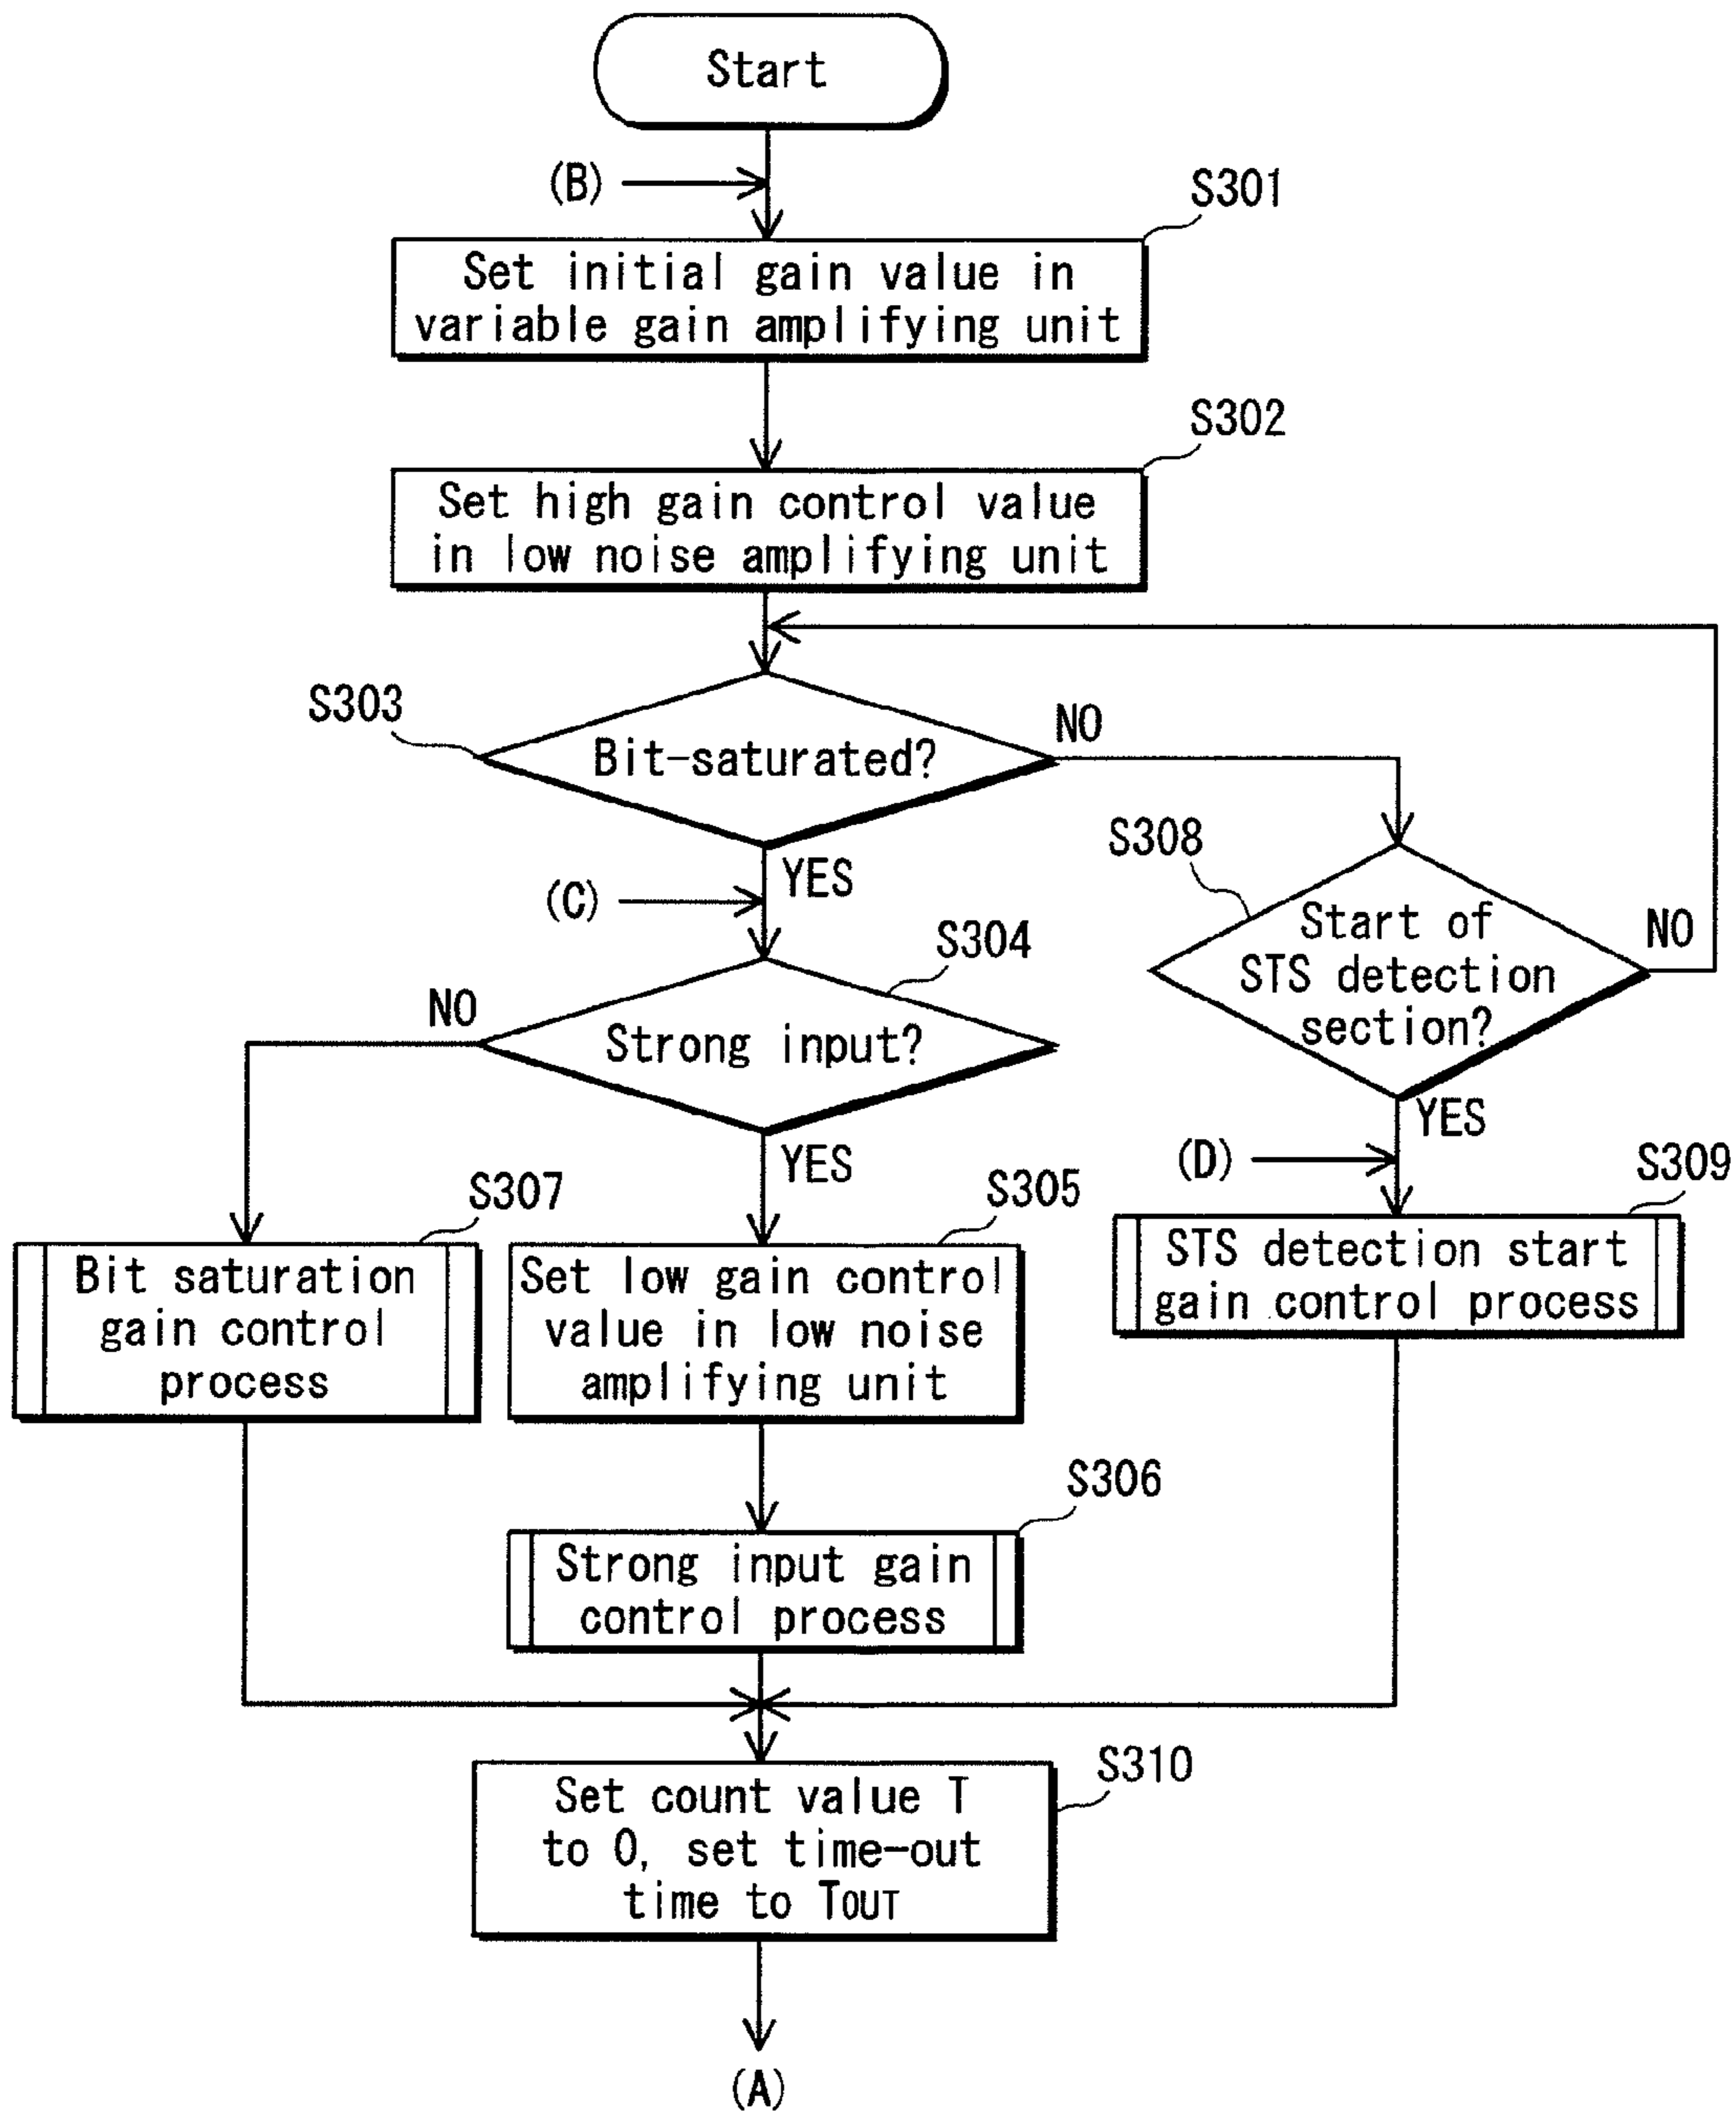 Start
(B)
S301
Set initial gain value in
variable gain amplifying unit
S302
Set high gain control value
in low noise amplifying unit
S303
Bit-saturated?
NO
YES
(C)
S308
Start of
STS detection
section?
NO
YES
S304
Strong input?
NO
YES
(D)
S309
STS detection start
gain control process
S307
Bit saturation
gain control
process
S305
Set low gain control
value in low noise
amplifying unit
S306
Strong input gain
control process
S310
Set count value T
to 0, set time-out
time to TOUT
(A)